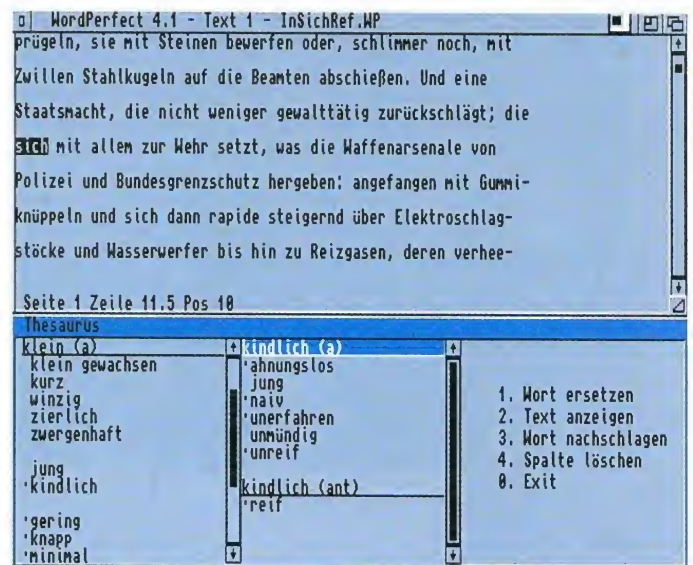 WordPerfect 4.1 - Text 1 - InSichRef.WP
prügeln, sie mit Steinen bewerfen oder, schlimmer noch, mit
Zwillen Stahlkugeln auf die Beamten abschießen. Und eine
Staatsmacht, die nicht weniger gewalttätig zurückschlägt; die
sich mit allem zur Wehr setzt, was die Waffenarsenale von
Polizei und Bundesgrenzschutz hergeben: angefangen mit Gummi-
knüppeln und sich dann rapide steigernd über Elektroschlag-
stöcke und Wasserwerfer bis hin zu Reizgasen, deren verhee-
Seite 1 Zeile 11.5 Pos 10
Thesaurus
klein (a)
klein gewachsen
kurz
winzig
zierlich
zwergenhaft
jung
·kindlich
·gering
·knapp
·minimal
kindlich (a)
·ahnungslos
jung
·naiv
·unerfahren
unmündig
·unreif
kindlich (ant)
·reif
1. Wort ersetzen
2. Text anzeigen
3. Wort nachschlagen
4. Spalte löschen
0. Exit